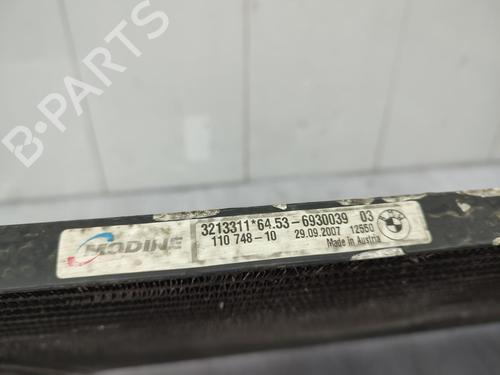 B-PARTS
MODINE
3213311*64.53-6930039 03
110 748-10 29.09.2007 12550
Made in Austria